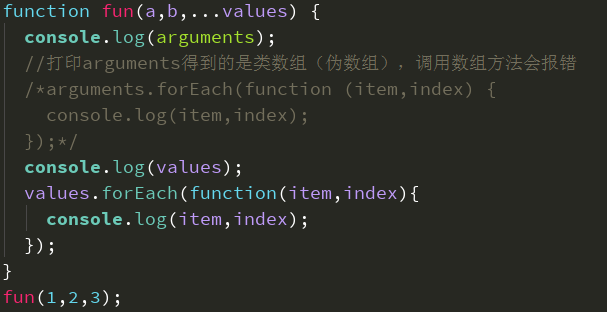 function fun(a,b,...values) {
  console.log(arguments);
  //打印arguments得到的是类数组（伪数组），调用数组方法会报错
  /*arguments.forEach(function (item,index) {
    console.log(item,index);
  });*/
  console.log(values);
  values.forEach(function(item,index){
    console.log(item,index);
  });
}
fun(1,2,3);